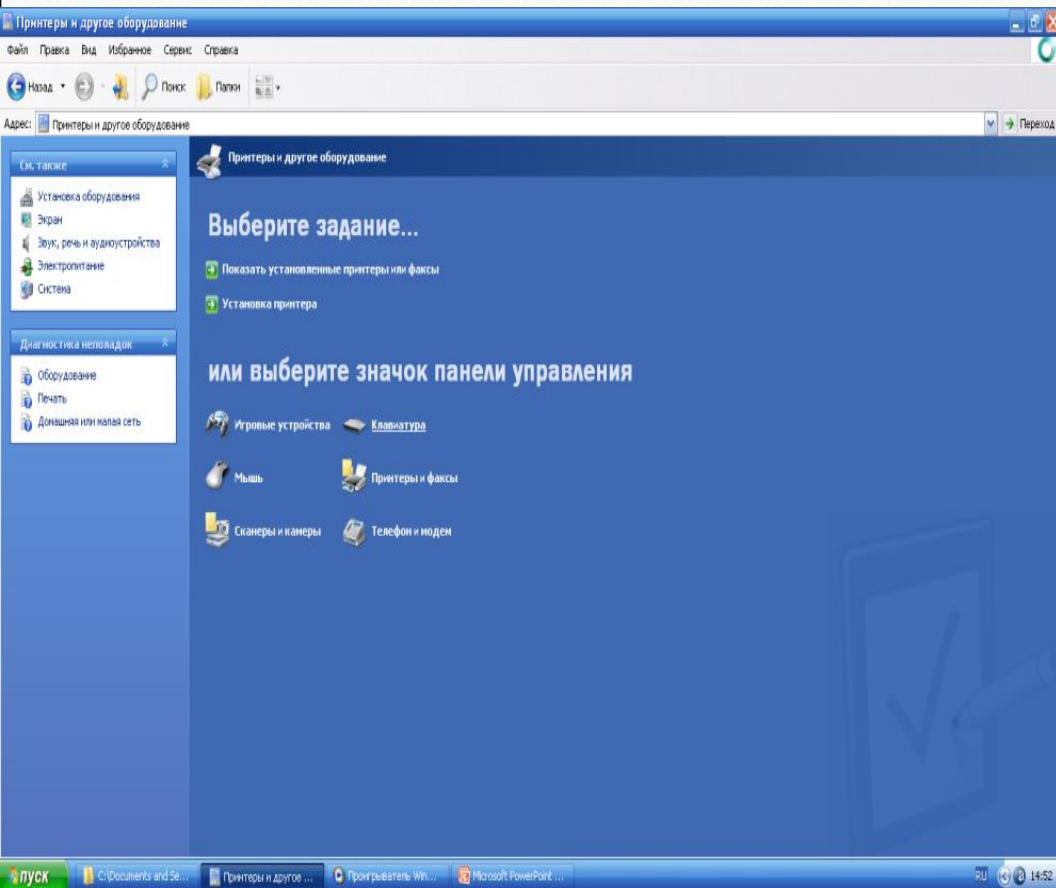 Принтеры и другое оборудование
Файл Правка Вид Избранное Сервис Справка
Назад Поиск Папки
Адрес: Принтеры и другое оборудование Переход
См. также
Установка оборудования
Экран
Звук, речь и аудиоустройства
Электропитание
Система
Диагностика неполадок
Оборудование
Печать
Домашняя или малая сеть
Принтеры и другое оборудование
Выберите задание...
Показать установленные принтеры или факсы
Установка принтера
или выберите значок панели управления
Игровые устройства Клавиатура
Мышь Принтеры и факсы
Сканеры и камеры Телефон и модем
пуск C:\Documents and Se... Принтеры и другое ... Проигрыватель Win... Microsoft PowerPoint ... RU 14:52